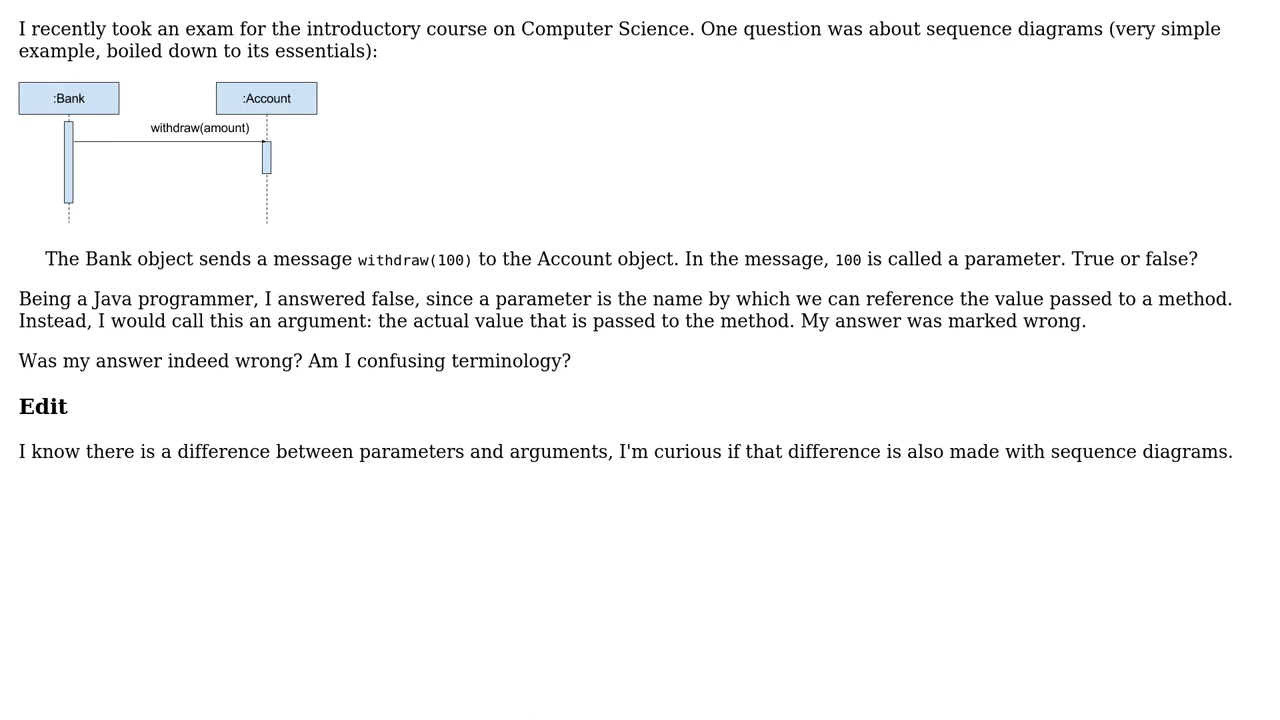 I recently took an exam for the introductory course on Computer Science. One question was about sequence diagrams (very simple
example, boiled down to its essentials):
:Bank
:Account
withdraw(amount)
The Bank object sends a message withdraw(100) to the Account object. In the message, 100 is called a parameter. True or false?
Being a Java programmer, I answered false, since a parameter is the name by which we can reference the value passed to a method.
Instead, I would call this an argument: the actual value that is passed to the method. My answer was marked wrong.
Was my answer indeed wrong? Am I confusing terminology?
Edit
I know there is a difference between parameters and arguments, I'm curious if that difference is also made with sequence diagrams.